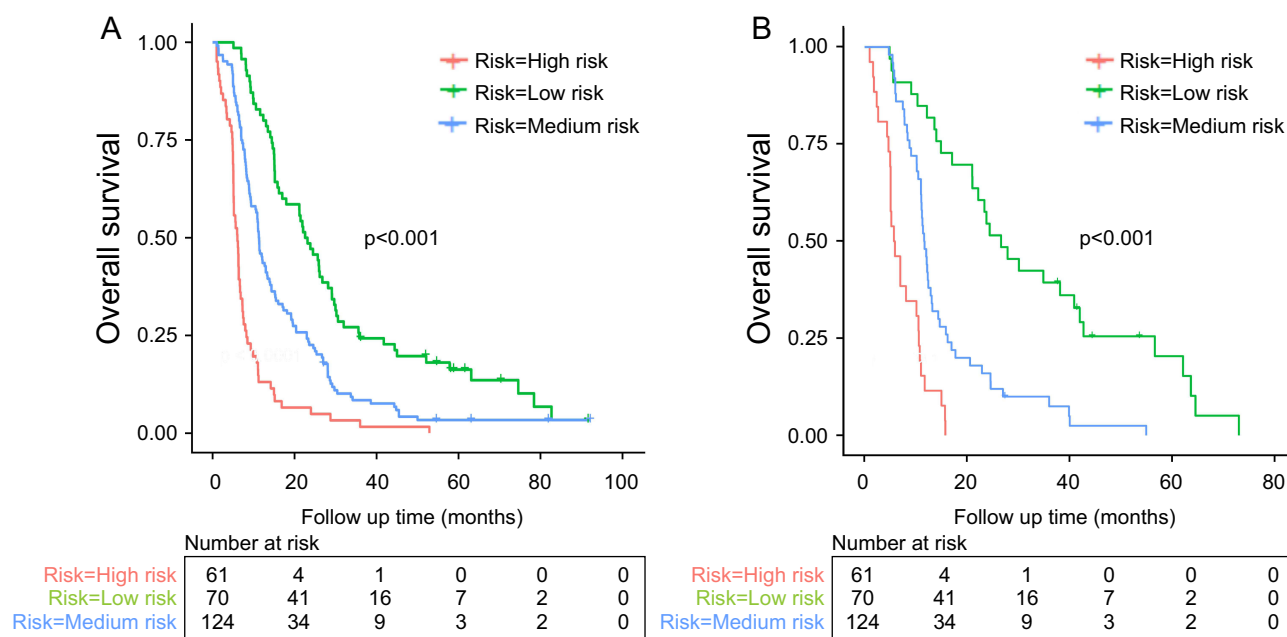 A
1.00
0.75
0.50
0.25
0.00
Overall survival
Risk=High risk
Risk=Low risk
Risk=Medium risk
p<0.001
0 20 40 60 80 100
Follow up time (months)
Number at risk
Risk=High risk 61 4 1 0 0 0
Risk=Low risk 70 41 16 7 2 0
Risk=Medium risk 124 34 9 3 2 0
B
1.00
0.75
0.50
0.25
0.00
Overall survival
Risk=High risk
Risk=Low risk
Risk=Medium risk
p<0.001
0 20 40 60 80
Follow up time (months)
Number at risk
Risk=High risk 61 4 1 0 0 0
Risk=Low risk 70 41 16 7 2 0
Risk=Medium risk 124 34 9 3 2 0